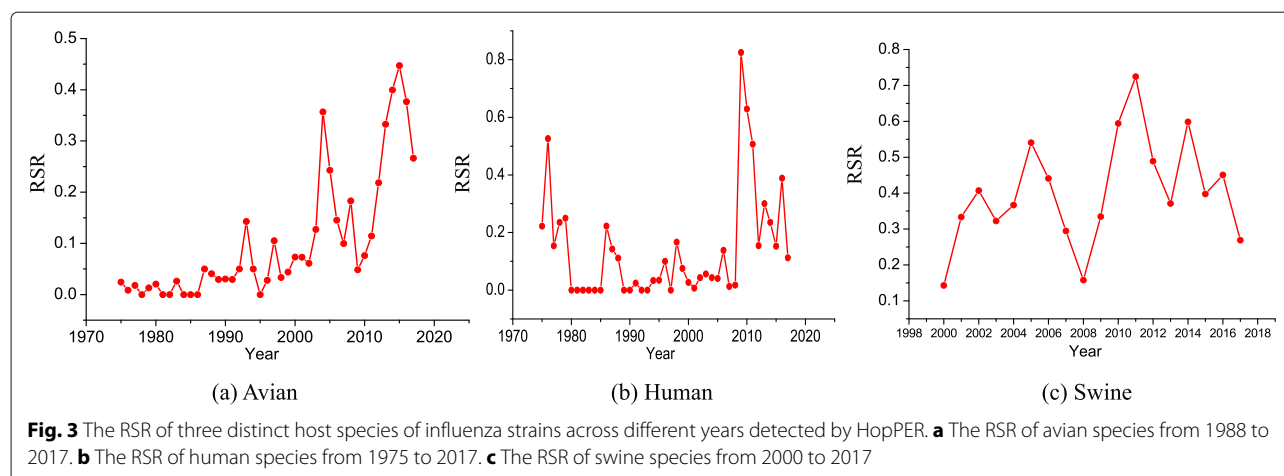 0.5
0.4
0.3
0.2
0.1
0.0
RSR
1970 1980 1990 2000 2010 2020
Year
(a) Avian
0.8
0.6
0.4
0.2
0.0
RSR
1970 1980 1990 2000 2010 2020
Year
(b) Human
0.8
0.7
0.6
0.5
0.4
0.3
0.2
0.1
RSR
1998 2000 2002 2004 2006 2008 2010 2012 2014 2016 2018
Year
(c) Swine
Fig. 3 The RSR of three distinct host species of influenza strains across different years detected by HopPER. a The RSR of avian species from 1988 to
2017. b The RSR of human species from 1975 to 2017. c The RSR of swine species from 2000 to 2017